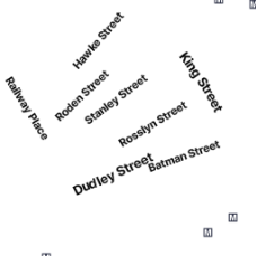 Hawke Street
King Street
Railway Place
Roden Street
Stanley Street
Rosslyn Street
Dudley Street
Batman Street